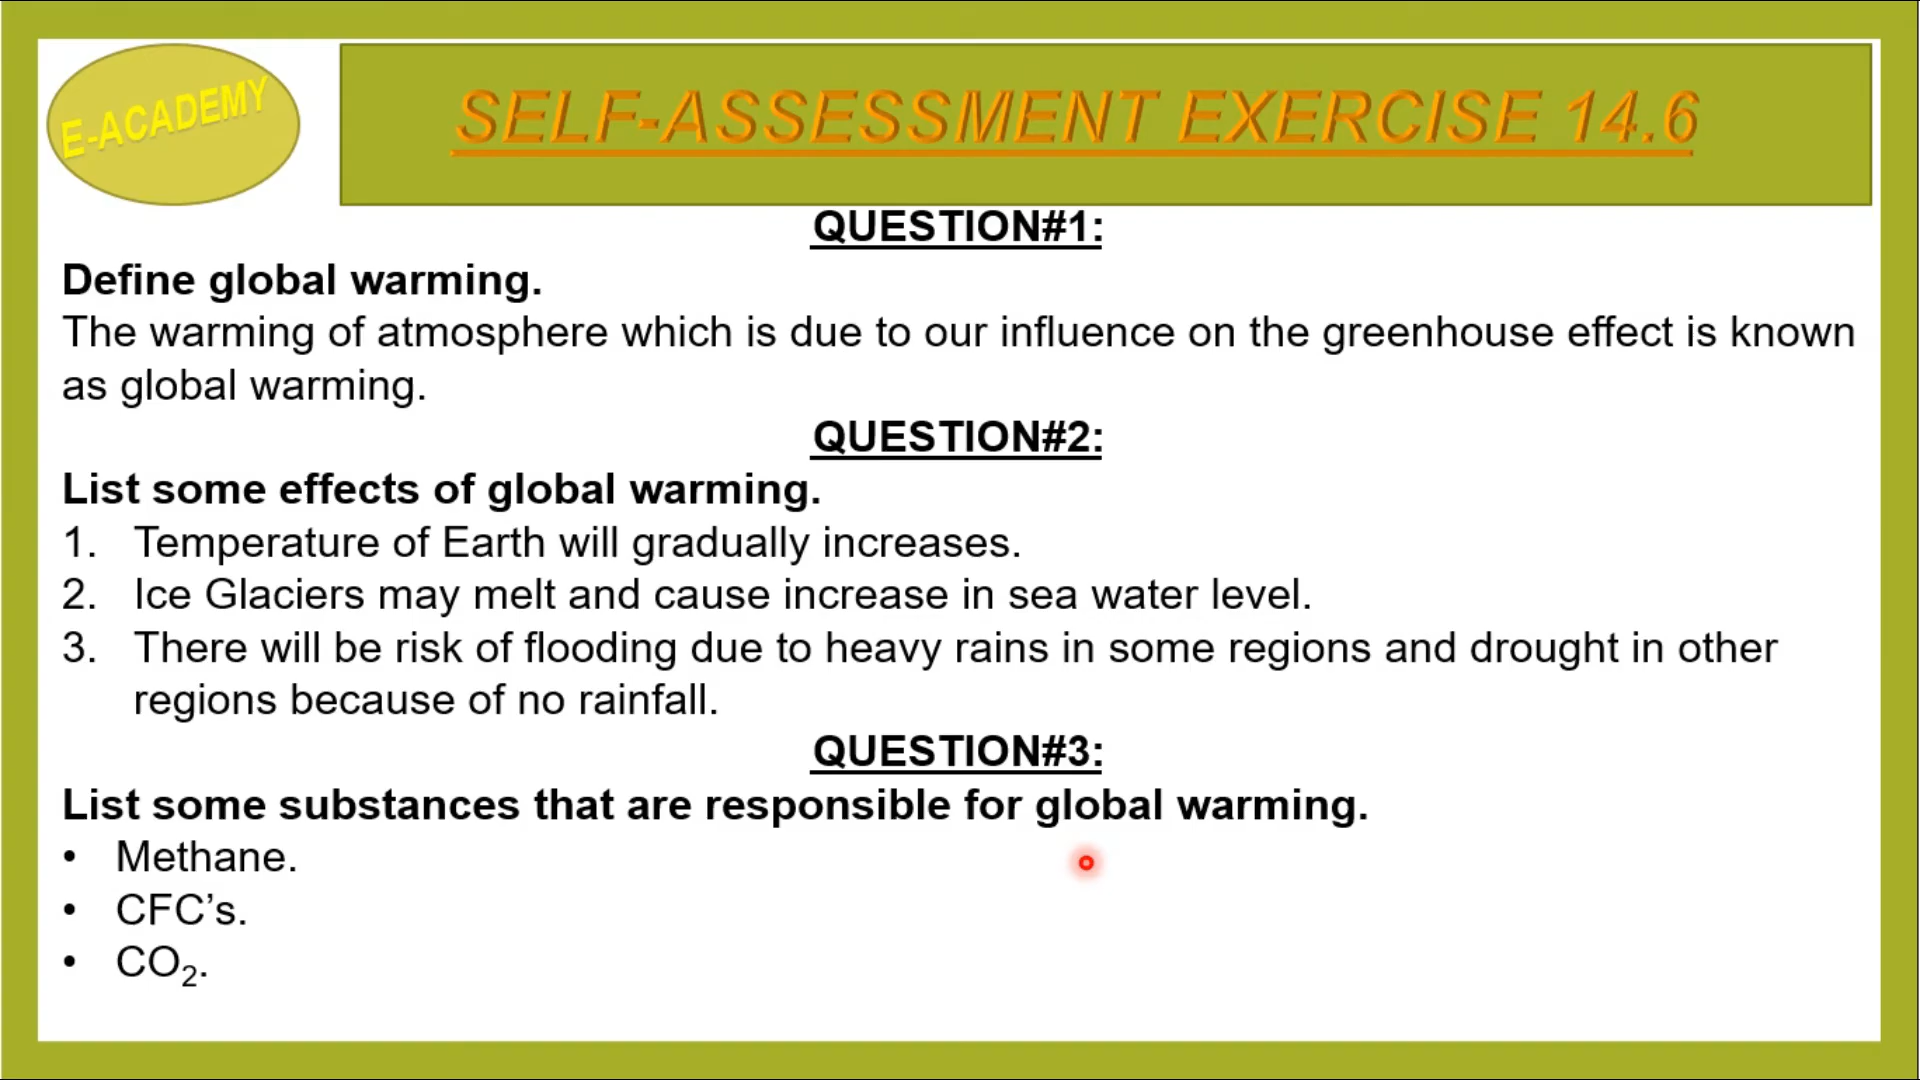 E-ACADEMY
SELF-ASSESSMENT EXERCISE 14.6
QUESTION#1:
Define global warming.
The warming of atmosphere which is due to our influence on the greenhouse effect is known
as global warming.
QUESTION#2:
List some effects of global warming.
1. Temperature of Earth will gradually increases.
2. Ice Glaciers may melt and cause increase in sea water level.
3. There will be risk of flooding due to heavy rains in some regions and drought in other
regions because of no rainfall.
QUESTION#3:
List some substances that are responsible for global warming.
• Methane.
• CFC’s.
• CO₂.